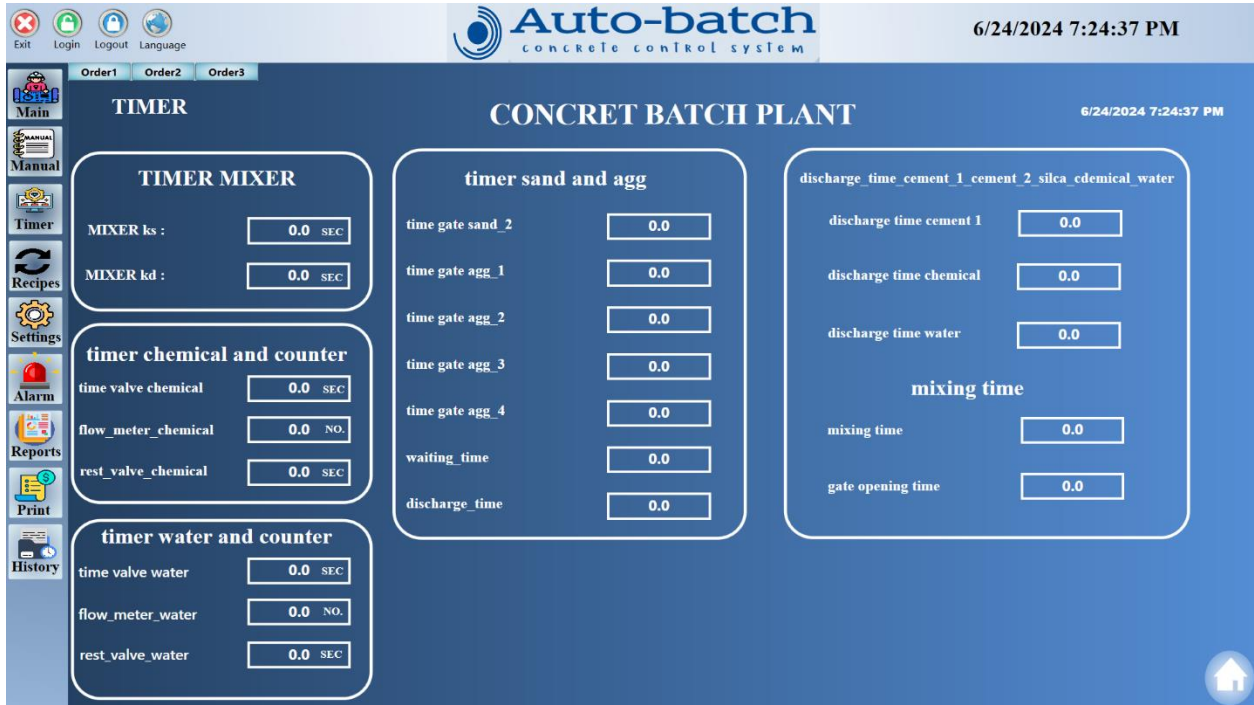 Auto-batch
concrete control system
6/24/2024 7:24:37 PM
Exit Login Logout Language
Order1 Order2 Order3
Main
MANUAL
Manual
Timer
Recipes
Settings
Alarm
Reports
Print
History
TIMER
CONCRET BATCH PLANT
6/24/2024 7:24:37 PM
TIMER MIXER
MIXER ks : 0.0 SEC
MIXER kd : 0.0 SEC
timer chemical and counter
time valve chemical 0.0 SEC
flow_meter_chemical 0.0 NO.
rest_valve_chemical 0.0 SEC
timer water and counter
time valve water 0.0 SEC
flow_meter_water 0.0 NO.
rest_valve_water 0.0 SEC
timer sand and agg
time gate sand_2 0.0
time gate agg_1 0.0
time gate agg_2 0.0
time gate agg_3 0.0
time gate agg_4 0.0
waiting_time 0.0
discharge_time 0.0
discharge_time_cement_1_cement_2_silca_cdemical_water
discharge time cement 1 0.0
discharge time chemical 0.0
discharge time water 0.0
mixing time
mixing time 0.0
gate opening time 0.0